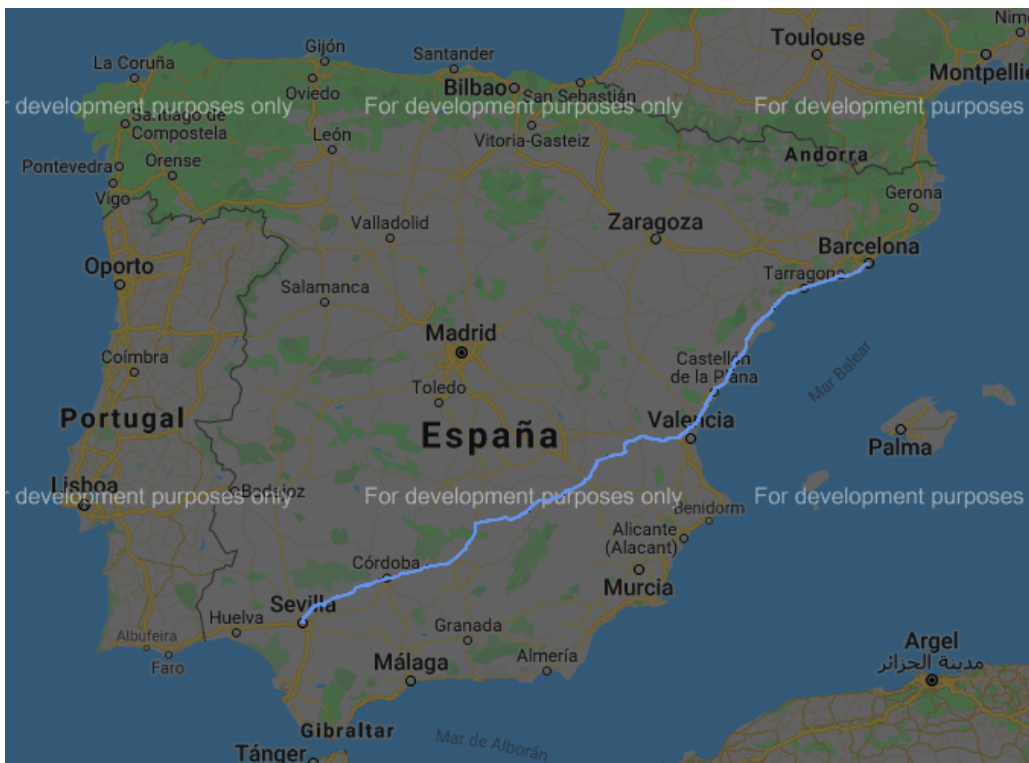 Nim
Toulouse
Gijón
La Coruña
Santander
Montpellie
Bilbao
San Sebastián
Oviedo
r development purposes only
For development purposes only
For development purposes
Santiago de
Compostela
León
Vitoria-Gasteiz
Andorra
Pontevedra
Orense
Vigo
Gerona
Valladolid
Zaragoza
Barcelona
Oporto
Tarragona
Salamanca
Madrid
Coímbra
Castellón
de la Plana
Mar Balear
Toledo
Portugal
España
Valencia
Palma
Lisboa
Badajoz
r development purposes only
For development purposes only
For development purposes
Benidorm
Alicante
(Alacant)
Córdoba
Murcia
Sevilla
Huelva
Granada
Albufeira
Faro
Málaga
Almería
Argel
مدينة الجزائر
Gibraltar
Mar de Alborán
Tánger